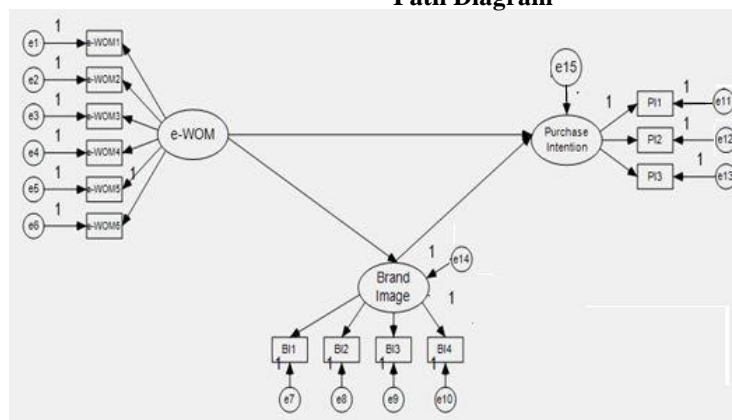 Path Diagram
e1 1 e-WOM1
e2 1 e-WOM2
e3 1 e-WOM3
e4 1 e-WOM4
e5 1 e-WOM5 1
e6 1 e-WOM6
e-WOM
e15
Purchase
Intention
1 PI1 1 e11
PI2 1 e12
PI3 1 e13
Brand
Image
1 e14
1
BI1 BI2 BI3 BI4
1 1 1 1
e7 e8 e9 e10